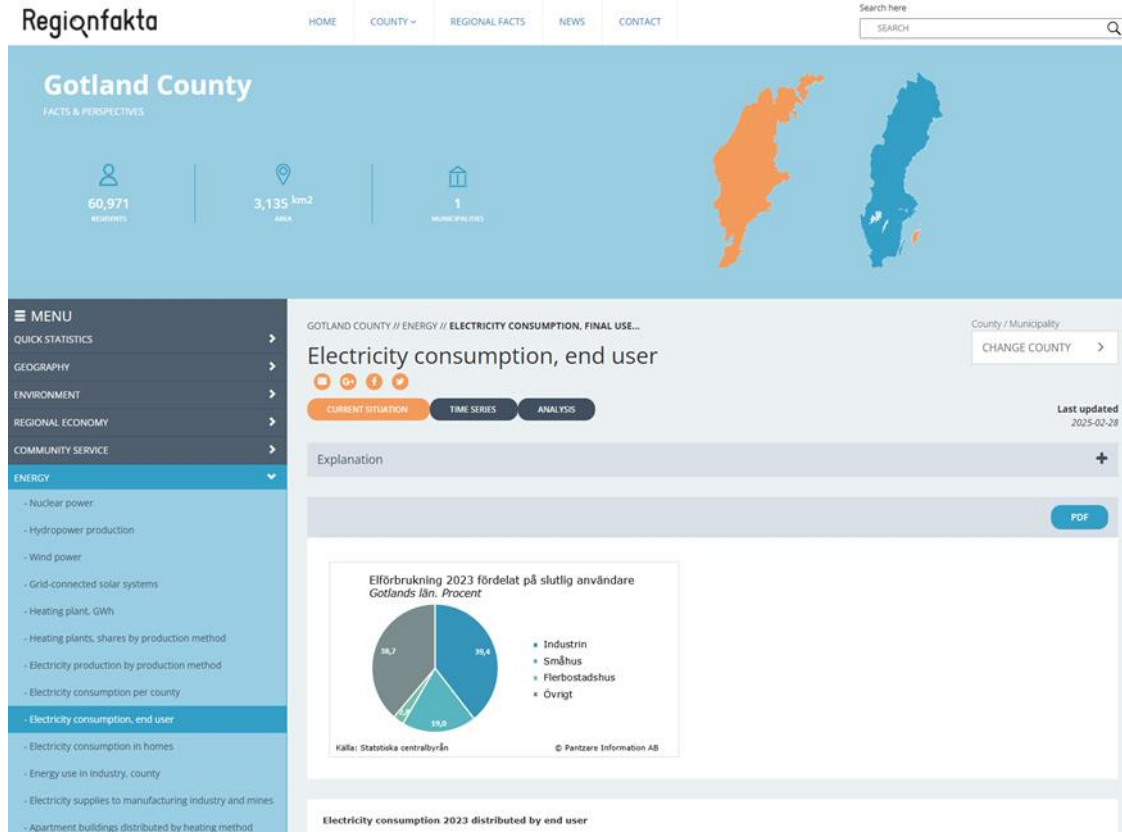 Regionfakta
HOME
COUNTY
REGIONAL FACTS
NEWS
CONTACT
Search here
SEARCH
Gotland County
FACTS & PERSPECTIVES
60,971
RESIDENTS
3,135 km2
AREA
1
MUNICIPALITIES
MENU
QUICK STATISTICS
GEOGRAPHY
ENVIRONMENT
REGIONAL ECONOMY
COMMUNITY SERVICE
ENERGY
- Nuclear power
- Hydropower production
- Wind power
- Grid-connected solar systems
- Heating plant, GWh
- Heating plants, shares by production method
- Electricity production by production method
- Electricity consumption per county
- Electricity consumption, end user
- Electricity consumption in homes
- Energy use in industry, county
- Electricity supplies to manufacturing industry and mines
- Apartment buildings distributed by heating method
GOTLAND COUNTY // ENERGY // ELECTRICITY CONSUMPTION, FINAL USE...
County / Municipality
CHANGE COUNTY
Electricity consumption, end user
CURRENT SITUATION
TIME SERIES
ANALYSIS
Last updated
2025-02-28
Explanation
PDF
Elförbrukning 2023 fördelat på slutlig användare
Gotlands län. Procent
38,7
39,4
19,0
Industrin
Småhus
Flerbostadshus
Övrigt
Källa: Statstiska centralbyrån
© Pantzare Information AB
Electricity consumption 2023 distributed by end user